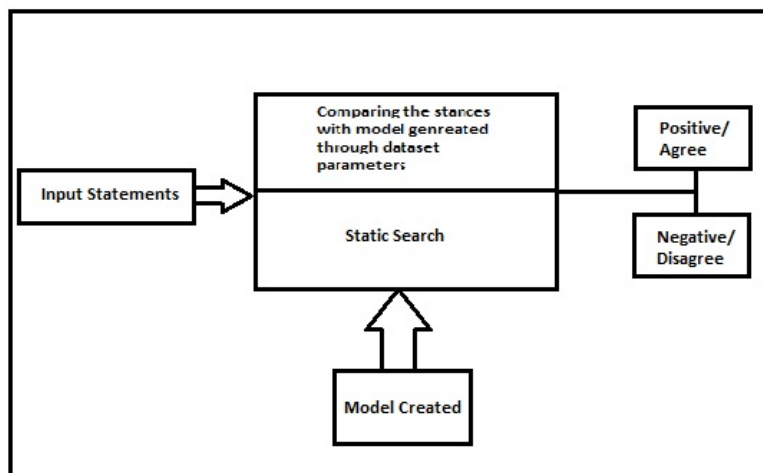 Comparing the stances
with model genreated
through dataset
parameters
Positive/
Agree
Input Statements
Static Search
Negative/
Disagree
Model Created